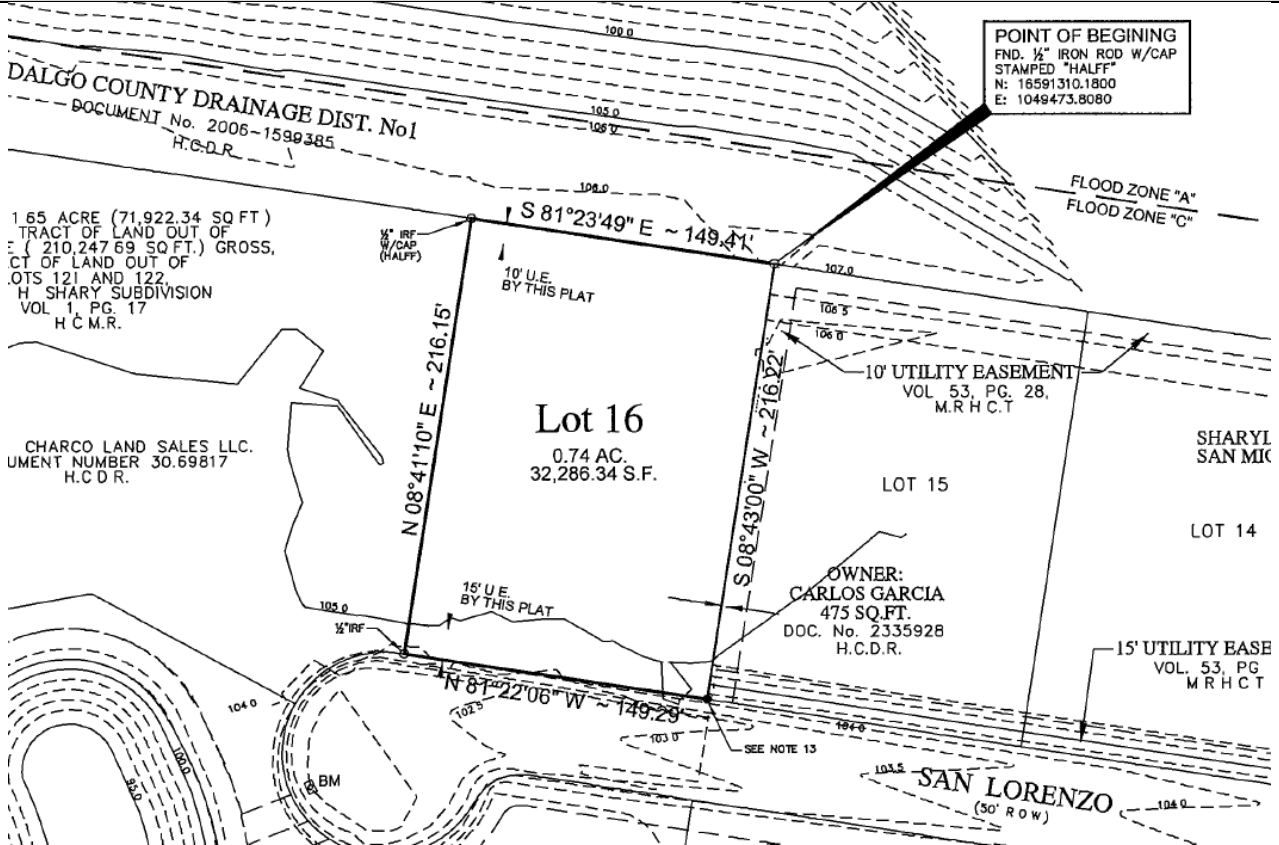 100.0
POINT OF BEGINING
FND. ½" IRON ROD W/CAP
STAMPED "HALFF"
N: 16591310.1800
E: 1049473.8080
DALGO COUNTY DRAINAGE DIST. No1
DOCUMENT No. 2006-1599385
H.C.D.R.
105.0
106.0
106.0
FLOOD ZONE "A"
FLOOD ZONE "C"
1 65 ACRE (71,922.34 SQ FT )
TRACT OF LAND OUT OF
( 210,247 69 SQ FT.) GROSS,
CT OF LAND OUT OF
OTS 121 AND 122,
H SHARY SUBDIVISION
VOL 1, PG. 17
H C M.R.
½" IRF
W/CAP
(HALFF)
S 81°23'49" E ~ 149.41'
10' U.E.
BY THIS PLAT
107.0
106 5
106 0
10' UTILITY EASEMENT
VOL 53, PG. 28,
M.R H C.T
N 08°41'10" E ~ 216.15'
S 08°43'00" W ~ 216.22'
Lot 16
0.74 AC.
32,286.34 S.F.
CHARCO LAND SALES LLC.
UMENT NUMBER 30.69817
H.C D R.
SHARYL
SAN MIG
LOT 15
LOT 14
OWNER:
CARLOS GARCIA
475 SQ.FT.
DOC. No. 2335928
H.C.D.R.
15' U E.
BY THIS PLAT
105 0
½"IRF
15' UTILITY EASE
VOL. 53, PG
M R H C T
N 81°22'06" W ~ 149.29'
104 0
102 5
103 0
104 0
SEE NOTE 13
103.5
SAN LORENZO
(50' R O W)
104 0
100.0
95.0
BM